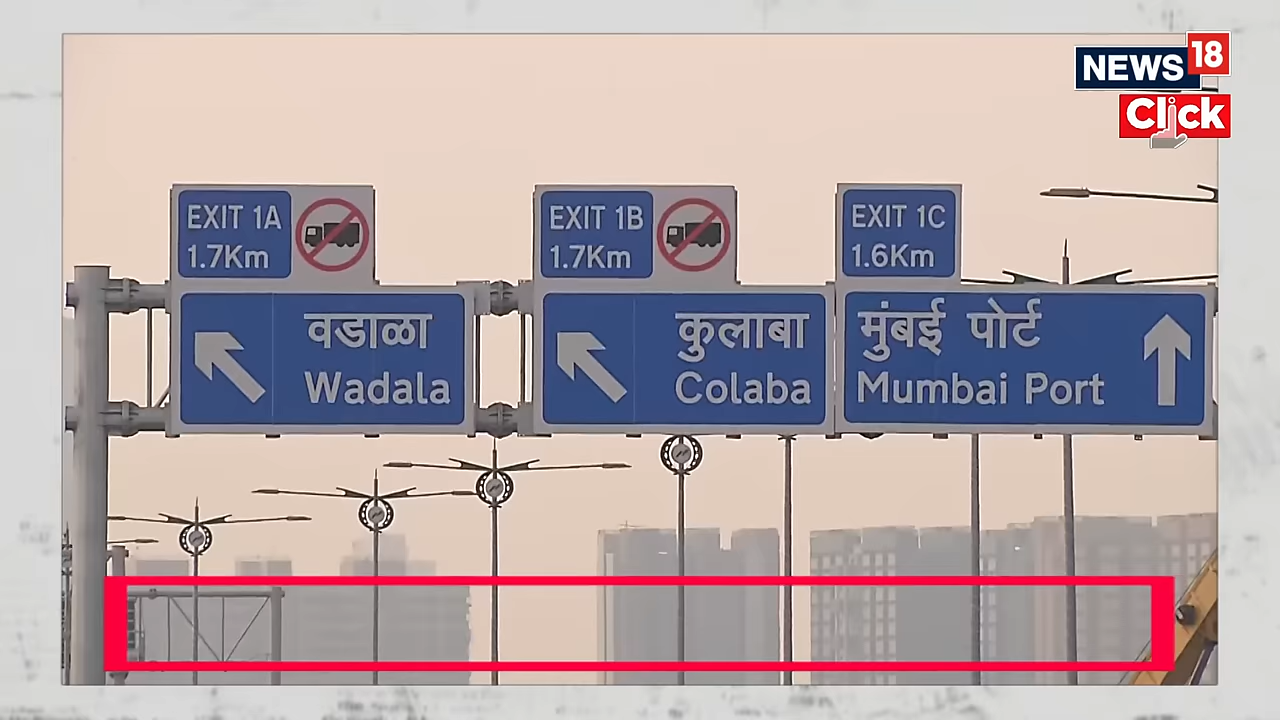 NEWS 18
Click
EXIT 1A
1.7Km
वडाळा
Wadala
EXIT 1B
1.7Km
कुलाबा
Colaba
EXIT 1C
1.6Km
मुंबई पोर्ट
Mumbai Port